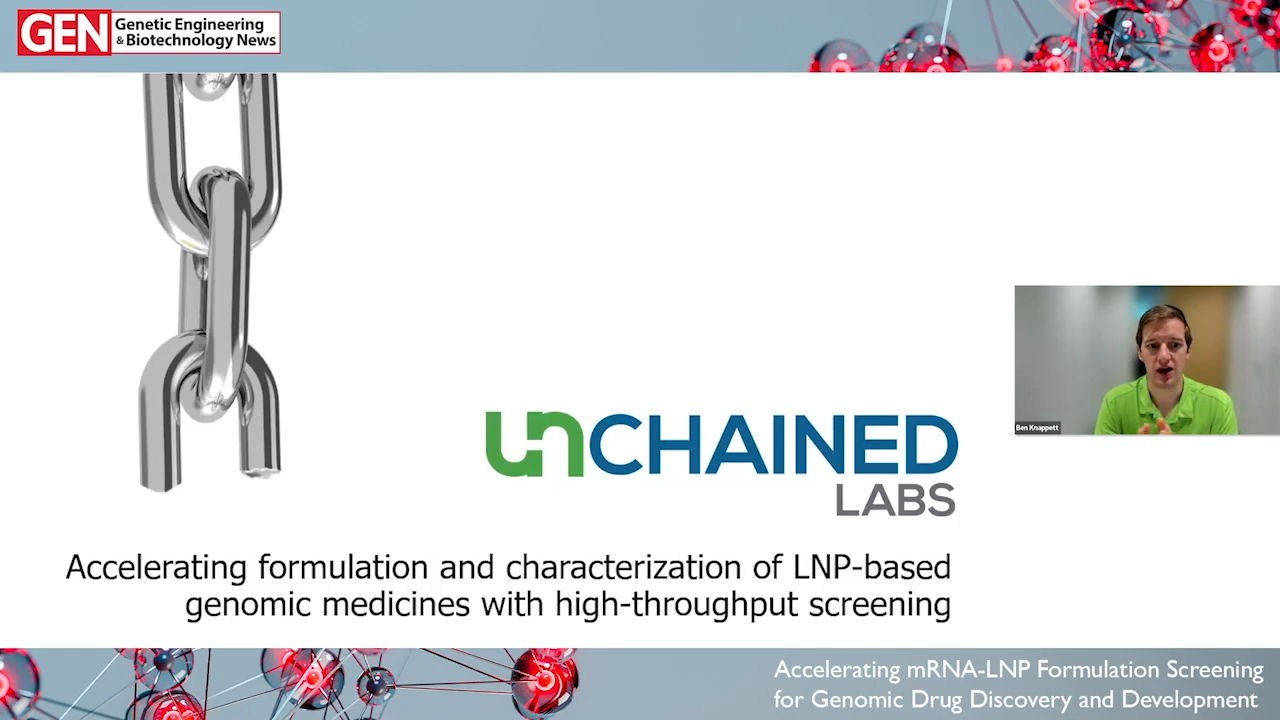 GEN Genetic Engineering
& Biotechnology News
UNCHAINED
LABS
Ben Knappett
Accelerating formulation and characterization of LNP-based
genomic medicines with high-throughput screening
Accelerating mRNA-LNP Formulation Screening
for Genomic Drug Discovery and Development